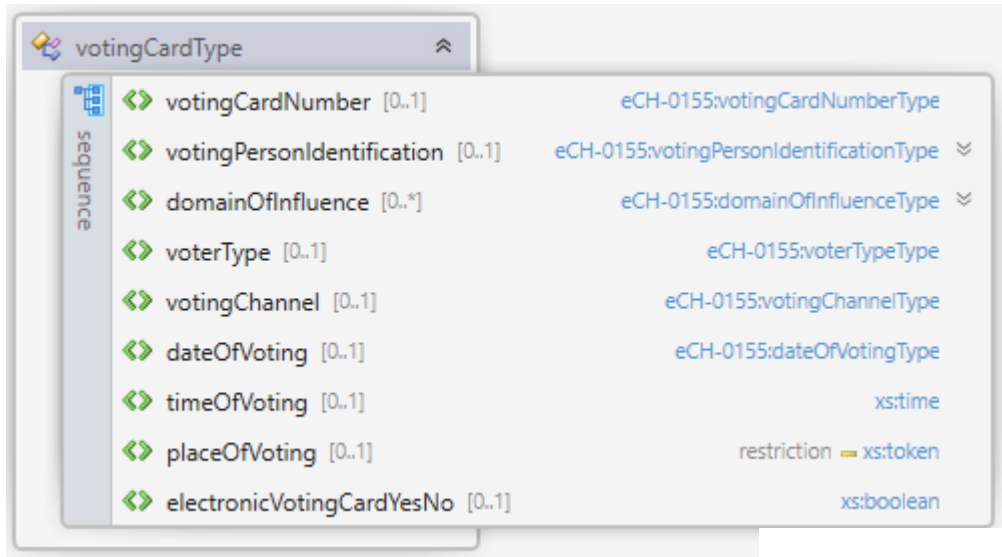 votingCardType
sequence
votingCardNumber [0..1] eCH-0155:votingCardNumberType
votingPersonIdentification [0..1] eCH-0155:votingPersonIdentificationType
domainOfInfluence [0..*] eCH-0155:domainOfInfluenceType
voterType [0..1] eCH-0155:voterTypeType
votingChannel [0..1] eCH-0155:votingChannelType
dateOfVoting [0..1] eCH-0155:dateOfVotingType
timeOfVoting [0..1] xs:time
placeOfVoting [0..1] restriction xs:token
electronicVotingCardYesNo [0..1] xs:boolean